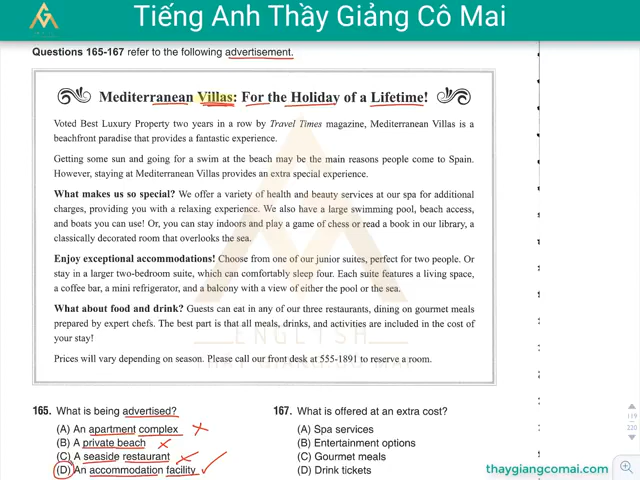 Tiếng Anh Thầy Giảng Cô Mai
Questions 165-167 refer to the following advertisement.
Mediterranean Villas: For the Holiday of a Lifetime!
Voted Best Luxury Property two years in a row by Travel Times magazine, Mediterranean Villas is a
beachfront paradise that provides a fantastic experience.
Getting some sun and going for a swim at the beach may be the main reasons people come to Spain.
However, staying at Mediterranean Villas provides an extra special experience.
What makes us so special? We offer a variety of health and beauty services at our spa for additional
charges, providing you with a relaxing experience. We also have a large swimming pool, beach access,
and boats you can use! Or, you can stay indoors and play a game of chess or read a book in our library, a
classically decorated room that overlooks the sea.
Enjoy exceptional accommodations! Choose from one of our junior suites, perfect for two people. Or
stay in a larger two-bedroom suite, which can comfortably sleep four. Each suite features a living space,
a coffee bar, a mini refrigerator, and a balcony with a view of either the pool or the sea.
What about food and drink? Guests can eat in any of our three restaurants, dining on gourmet meals
prepared by expert chefs. The best part is that all meals, drinks, and activities are included in the cost of
your stay!
ENGLISH
Prices will vary depending on season. Please call our front desk at 555-1891 to reserve a room.
165. What is being advertised?
(A) An apartment complex
(B) A private beach
(C) A seaside restaurant
(D) An accommodation facility
167. What is offered at an extra cost?
(A) Spa services
(B) Entertainment options
(C) Gourmet meals
(D) Drink tickets
119
220
thaygiangcomai.com